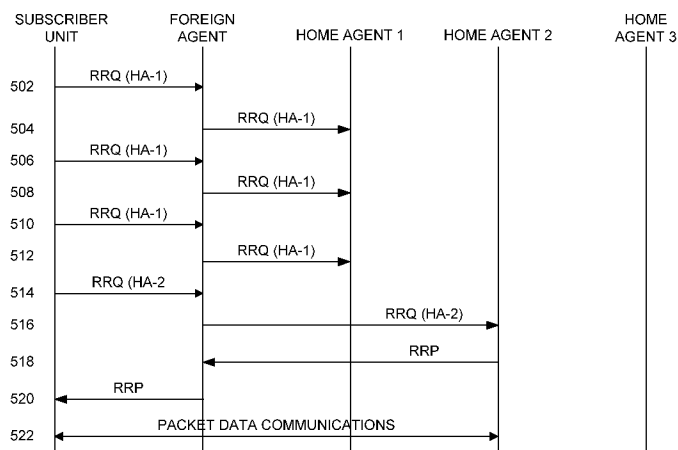 SUBSCRIBER
UNIT
FOREIGN
AGENT
HOME AGENT 1
HOME AGENT 2
HOME
AGENT 3
502 RRQ (HA-1)
504 RRQ (HA-1)
506 RRQ (HA-1)
508 RRQ (HA-1)
510 RRQ (HA-1)
512 RRQ (HA-1)
514 RRQ (HA-2
516 RRQ (HA-2)
518 RRP
520 RRP
522 PACKET DATA COMMUNICATIONS